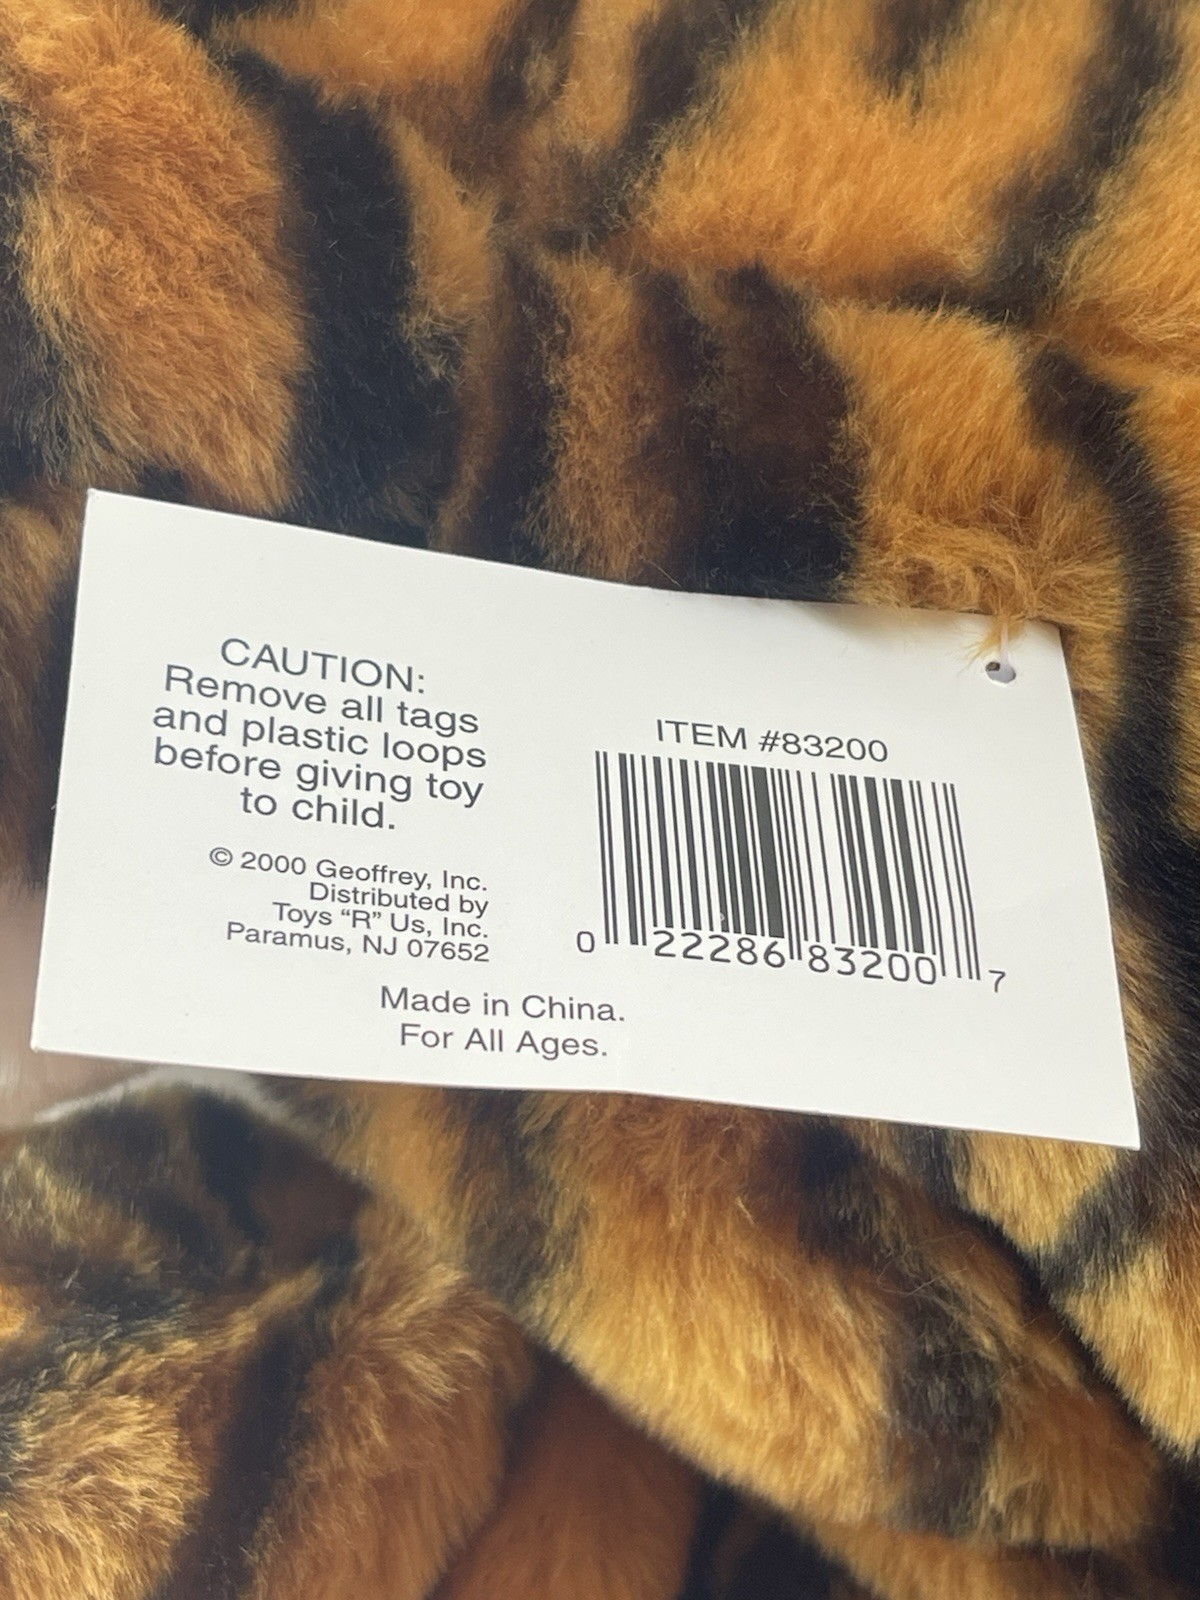 CAUTION:
Remove all tags
and plastic loops
before giving toy
to child.
© 2000 Geoffrey, Inc.
Distributed by
Toys “R” Us, Inc.
Paramus, NJ 07652
Made in China.
For All Ages.
ITEM #83200
0 22286 83200 7